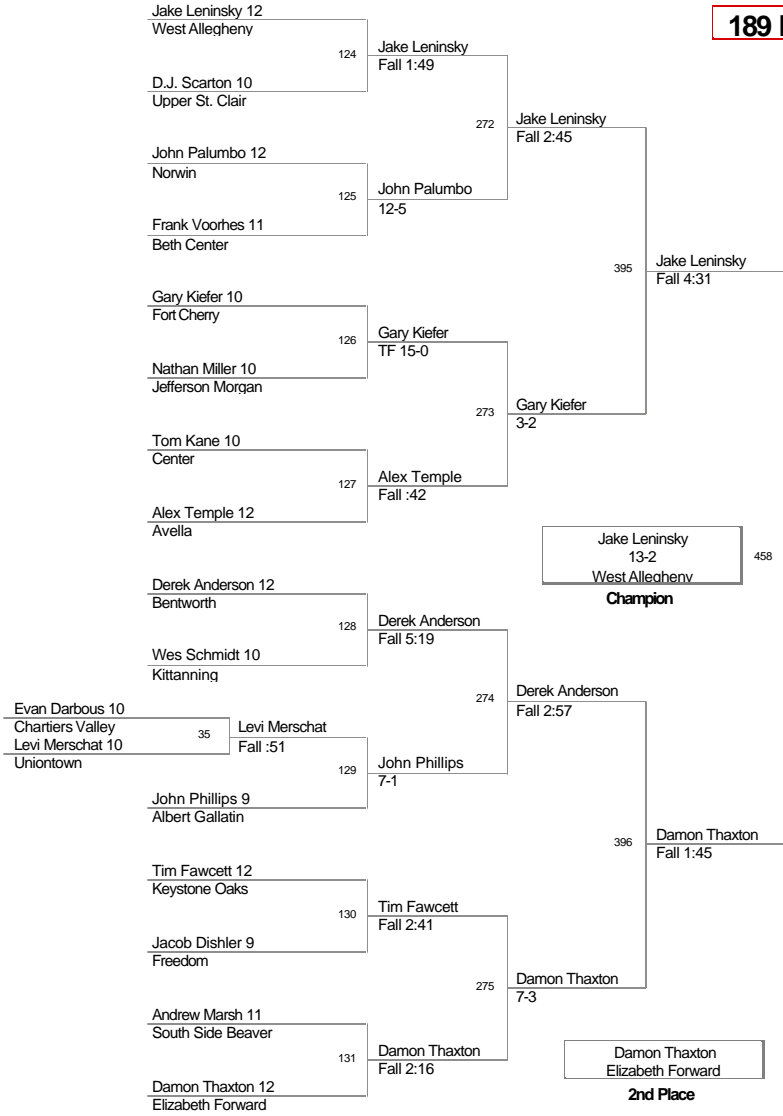 189 
Jake Leninsky 12
West Allegheny
124
Jake Leninsky
Fall 1:49
D.J. Scarton 10
Upper St. Clair
272
Jake Leninsky
Fall 2:45
John Palumbo 12
Norwin
125
John Palumbo
12-5
Frank Voorhes 11
Beth Center
395
Jake Leninsky
Fall 4:31
Gary Kiefer 10
Fort Cherry
126
Gary Kiefer
TF 15-0
Nathan Miller 10
Jefferson Morgan
273
Gary Kiefer
3-2
Tom Kane 10
Center
127
Alex Temple
Fall :42
Alex Temple 12
Avella
Jake Leninsky
13-2
West Allegheny
458
Champion
Derek Anderson 12
Bentworth
128
Derek Anderson
Fall 5:19
Wes Schmidt 10
Kittanning
274
Derek Anderson
Fall 2:57
Evan Darbous 10
Chartiers Valley
35
Levi Merschat
Fall :51
Levi Merschat 10
Uniontown
129
John Phillips
7-1
John Phillips 9
Albert Gallatin
396
Damon Thaxton
Fall 1:45
Tim Fawcett 12
Keystone Oaks
130
Tim Fawcett
Fall 2:41
Jacob Dishler 9
Freedom
275
Damon Thaxton
7-3
Andrew Marsh 11
South Side Beaver
131
Damon Thaxton
Fall 2:16
Damon Thaxton 12
Elizabeth Forward
Damon Thaxton
Elizabeth Forward
2nd Place